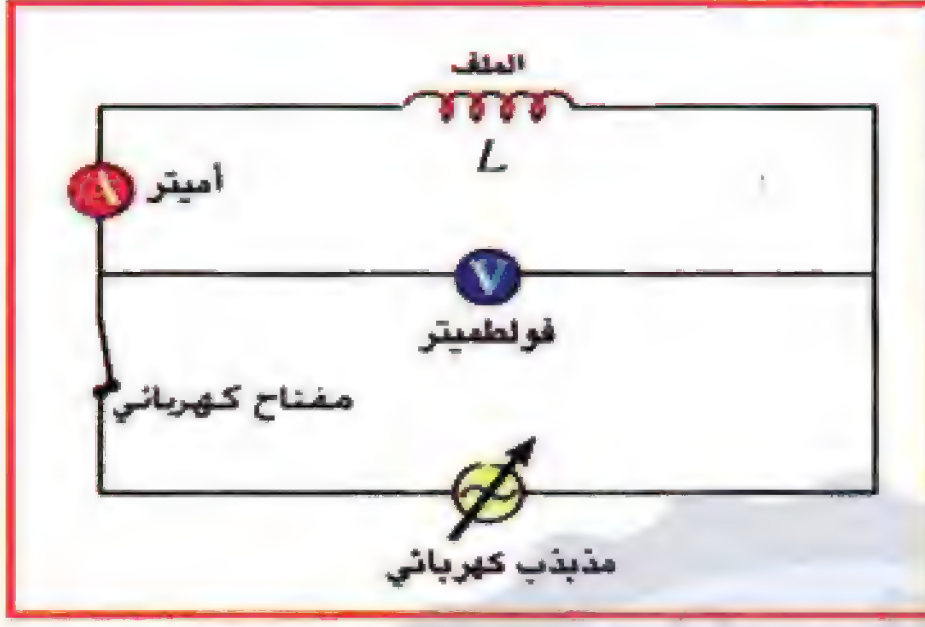 الملف
L
A
أميتر
V
فولطميتر
مفتاح كهربائي
مذبذب كهربائي